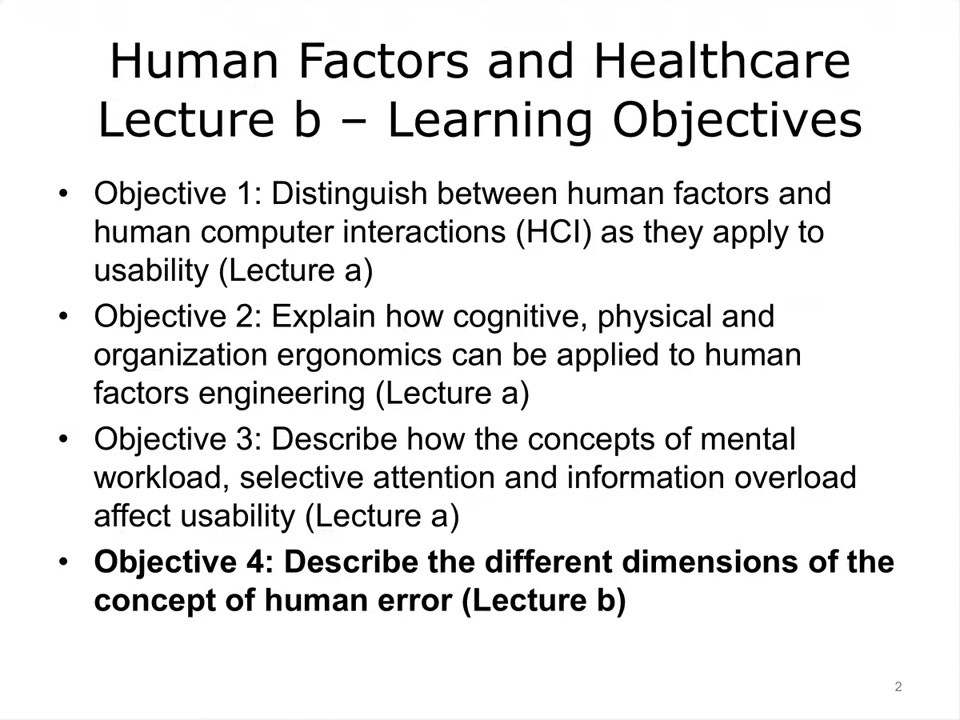 Human Factors and Healthcare
Lecture b – Learning Objectives
• Objective 1: Distinguish between human factors and
human computer interactions (HCI) as they apply to
usability (Lecture a)
• Objective 2: Explain how cognitive, physical and
organization ergonomics can be applied to human
factors engineering (Lecture a)
• Objective 3: Describe how the concepts of mental
workload, selective attention and information overload
affect usability (Lecture a)
• Objective 4: Describe the different dimensions of the
concept of human error (Lecture b)
2